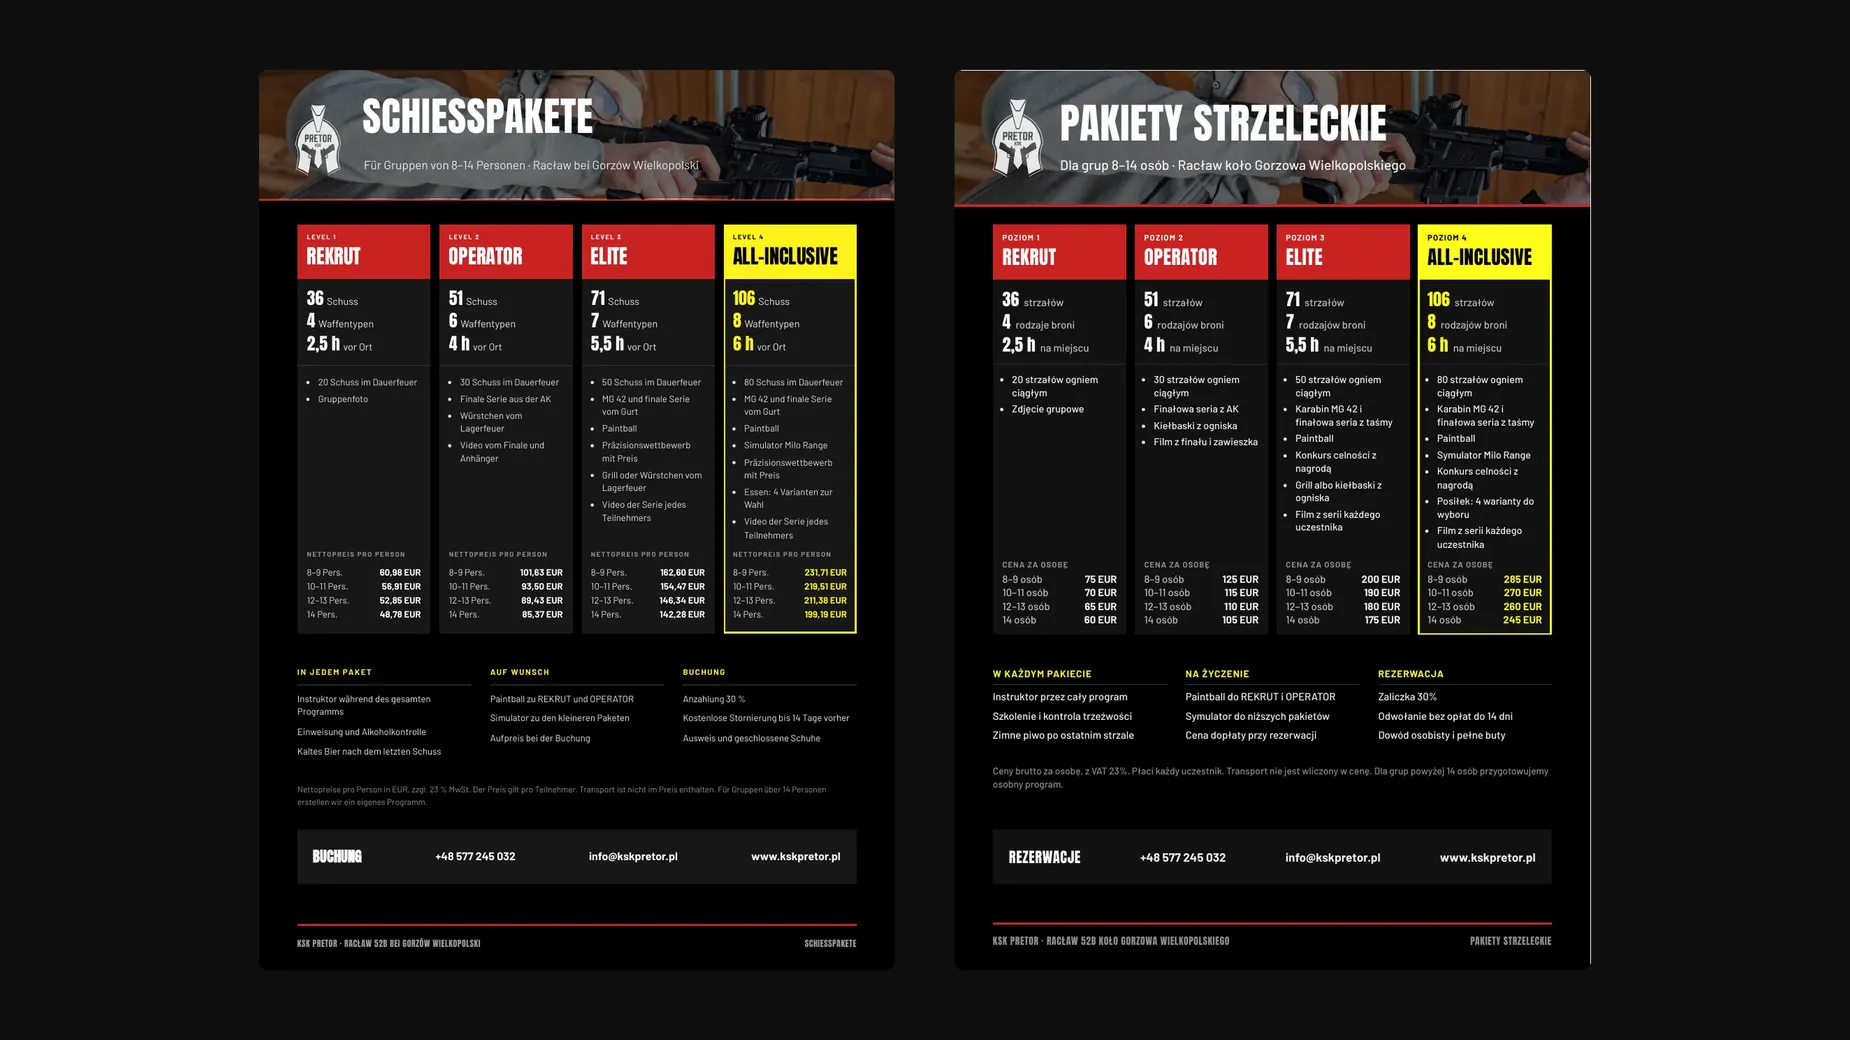 PRETOR
KSK
SCHIESSPAKETE
Für Gruppen von 8–14 Personen · Racław bei Gorzów Wielkopolski
LEVEL 1
REKRUT
36 Schuss
4 Waffentypen
2,5 h vor Ort
20 Schuss im Dauerfeuer
Gruppenfoto
NETTOPREIS PRO PERSON
8–9 Pers. 60,98 EUR
10–11 Pers. 56,91 EUR
12–13 Pers. 52,85 EUR
14 Pers. 48,78 EUR
LEVEL 2
OPERATOR
51 Schuss
6 Waffentypen
4 h vor Ort
30 Schuss im Dauerfeuer
Finale Serie aus der AK
Würstchen vom
Lagerfeuer
Video vom Finale und
Anhänger
NETTOPREIS PRO PERSON
8–9 Pers. 101,63 EUR
10–11 Pers. 93,50 EUR
12–13 Pers. 89,43 EUR
14 Pers. 85,37 EUR
LEVEL 3
ELITE
71 Schuss
7 Waffentypen
5,5 h vor Ort
50 Schuss im Dauerfeuer
MG 42 und finale Serie
vom Gurt
Paintball
Präzisionswettbewerb
mit Preis
Grill oder Würstchen vom
Lagerfeuer
Video der Serie jedes
Teilnehmers
NETTOPREIS PRO PERSON
8–9 Pers. 162,60 EUR
10–11 Pers. 154,47 EUR
12–13 Pers. 146,34 EUR
14 Pers. 142,28 EUR
LEVEL 4
ALL-INCLUSIVE
106 Schuss
8 Waffentypen
6 h vor Ort
80 Schuss im Dauerfeuer
MG 42 und finale Serie
vom Gurt
Paintball
Simulator Milo Range
Präzisionswettbewerb
mit Preis
Essen: 4 Varianten zur
Wahl
Video der Serie jedes
Teilnehmers
NETTOPREIS PRO PERSON
8–9 Pers. 231,71 EUR
10–11 Pers. 219,51 EUR
12–13 Pers. 211,38 EUR
14 Pers. 199,19 EUR
IN JEDEM PAKET
Instruktor während des gesamten
Programms
Einweisung und Alkoholkontrolle
Kaltes Bier nach dem letzten Schuss
AUF WUNSCH
Paintball zu REKRUT und OPERATOR
Simulator zu den kleineren Paketen
Aufpreis bei der Buchung
BUCHUNG
Anzahlung 30 %
Kostenlose Stornierung bis 14 Tage vorher
Ausweis und geschlossene Schuhe
Nettopreise pro Person in EUR, zzgl. 23 % MwSt. Der Preis gilt pro Teilnehmer. Transport ist nicht im Preis enthalten. Für Gruppen über 14 Personen
erstellen wir ein eigenes Programm.
BUCHUNG +48 577 245 032 info@kskpretor.pl www.kskpretor.pl
KSK PRETOR · RACŁAW 52B BEI GORZÓW WIELKOPOLSKI SCHIESSPAKETE
PRETOR
KSK
PAKIETY STRZELECKIE
Dla grup 8–14 osób · Racław koło Gorzowa Wielkopolskiego
POZIOM 1
REKRUT
36 strzałów
4 rodzaje broni
2,5 h na miejscu
20 strzałów ogniem
ciągłym
Zdjęcie grupowe
CENA ZA OSOBĘ
8–9 osób 75 EUR
10–11 osób 70 EUR
12–13 osób 65 EUR
14 osób 60 EUR
POZIOM 2
OPERATOR
51 strzałów
6 rodzajów broni
4 h na miejscu
30 strzałów ogniem
ciągłym
Finałowa seria z AK
Kiełbaski z ogniska
Film z finału i zawieszka
CENA ZA OSOBĘ
8–9 osób 125 EUR
10–11 osób 115 EUR
12–13 osób 110 EUR
14 osób 105 EUR
POZIOM 3
ELITE
71 strzałów
7 rodzajów broni
5,5 h na miejscu
50 strzałów ogniem
ciągłym
Karabin MG 42 i
finałowa seria z taśmy
Paintball
Konkurs celności z
nagrodą
Grill albo kiełbaski z
ogniska
Film z serii każdego
uczestnika
CENA ZA OSOBĘ
8–9 osób 200 EUR
10–11 osób 190 EUR
12–13 osób 180 EUR
14 osób 175 EUR
POZIOM 4
ALL-INCLUSIVE
106 strzałów
8 rodzajów broni
6 h na miejscu
80 strzałów ogniem
ciągłym
Karabin MG 42 i
finałowa seria z taśmy
Paintball
Symulator Milo Range
Konkurs celności z
nagrodą
Posiłek: 4 warianty do
wyboru
Film z serii każdego
uczestnika
CENA ZA OSOBĘ
8–9 osób 285 EUR
10–11 osób 270 EUR
12–13 osób 260 EUR
14 osób 245 EUR
W KAŻDYM PAKIECIE
Instruktor przez cały program
Szkolenie i kontrola trzeźwości
Zimne piwo po ostatnim strzale
NA ŻYCZENIE
Paintball do REKRUT i OPERATOR
Symulator do niższych pakietów
Cena dopłaty przy rezerwacji
REZERWACJA
Zaliczka 30%
Odwołanie bez opłat do 14 dni
Dowód osobisty i pełne buty
Ceny brutto za osobę, z VAT 23%. Płaci każdy uczestnik. Transport nie jest wliczony w cenę. Dla grup powyżej 14 osób przygotowujemy
osobny program.
REZERWACJE +48 577 245 032 info@kskpretor.pl www.kskpretor.pl
KSK PRETOR · RACŁAW 52B KOŁO GORZOWA WIELKOPOLSKIEGO PAKIETY STRZELECKIE